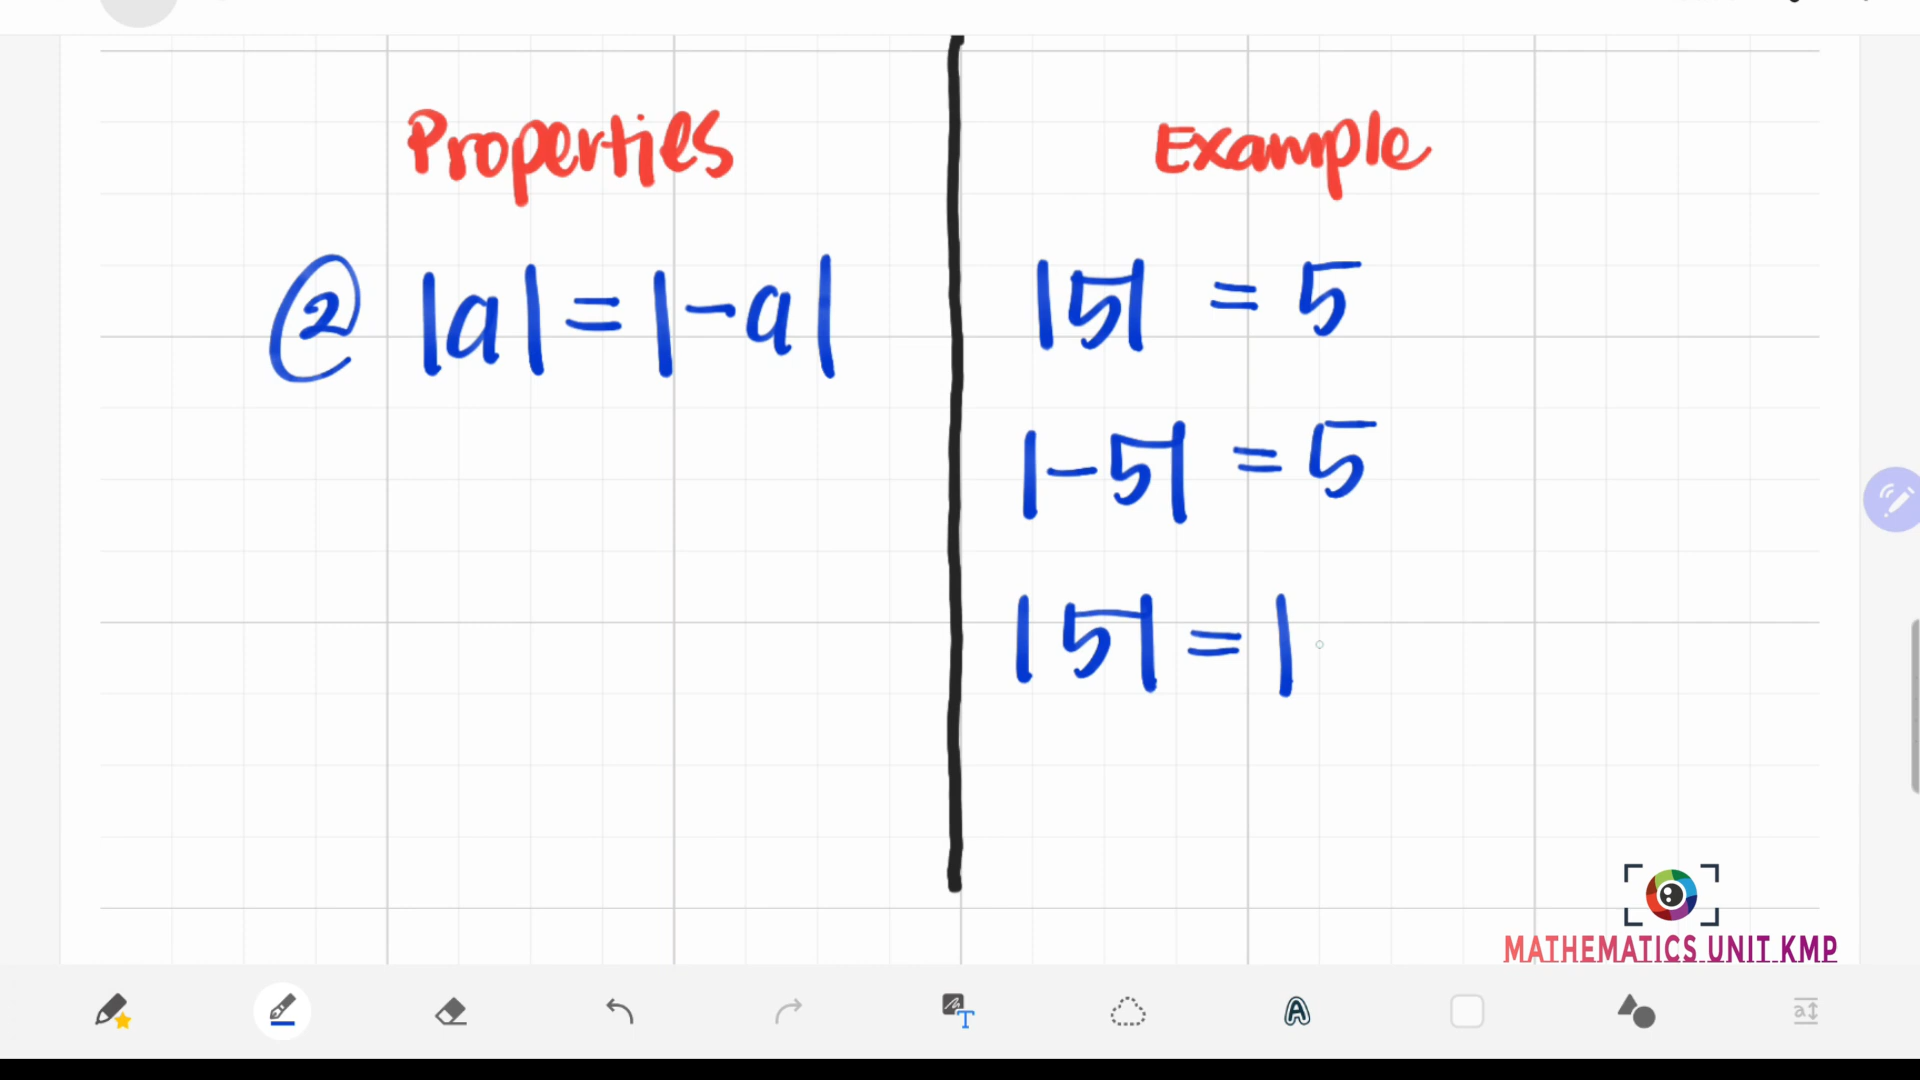 Properties
Example
② |a| = |-a|
|5| = 5
|-5| = 5
|5| = |
MATHEMATICS UNIT KMP